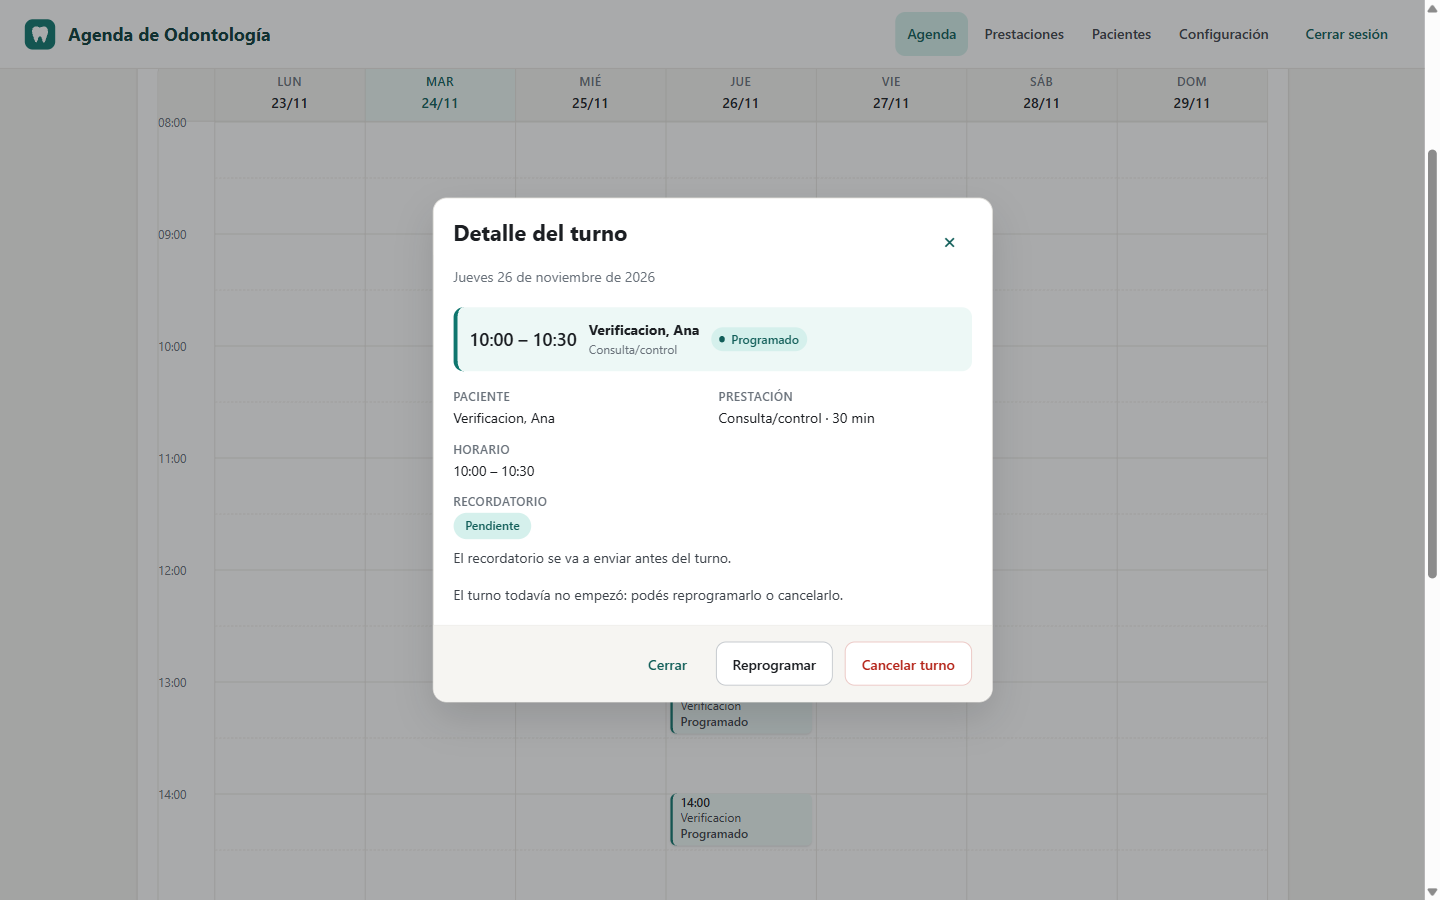 Agenda de Odontología
Agenda
Prestaciones
Pacientes
Configuración
Cerrar sesión
LUN
MAR
MIÉ
JUE
VIE
SÁB
DOM
23/11
24/11
25/11
26/11
27/11
28/11
29/11
08:00
09:00
10:00
11:00
12:00
13:00
14:00
Detalle del turno
✕
Jueves 26 de noviembre de 2026
10:00 – 10:30
Verificacion, Ana
Consulta/control
Programado
PACIENTE
Verificacion, Ana
PRESTACIÓN
Consulta/control · 30 min
HORARIO
10:00 – 10:30
RECORDATORIO
Pendiente
El recordatorio se va a enviar antes del turno.
El turno todavía no empezó: podés reprogramarlo o cancelarlo.
Cerrar
Reprogramar
Cancelar turno
Verificacion
Programado
14:00
Verificacion
Programado